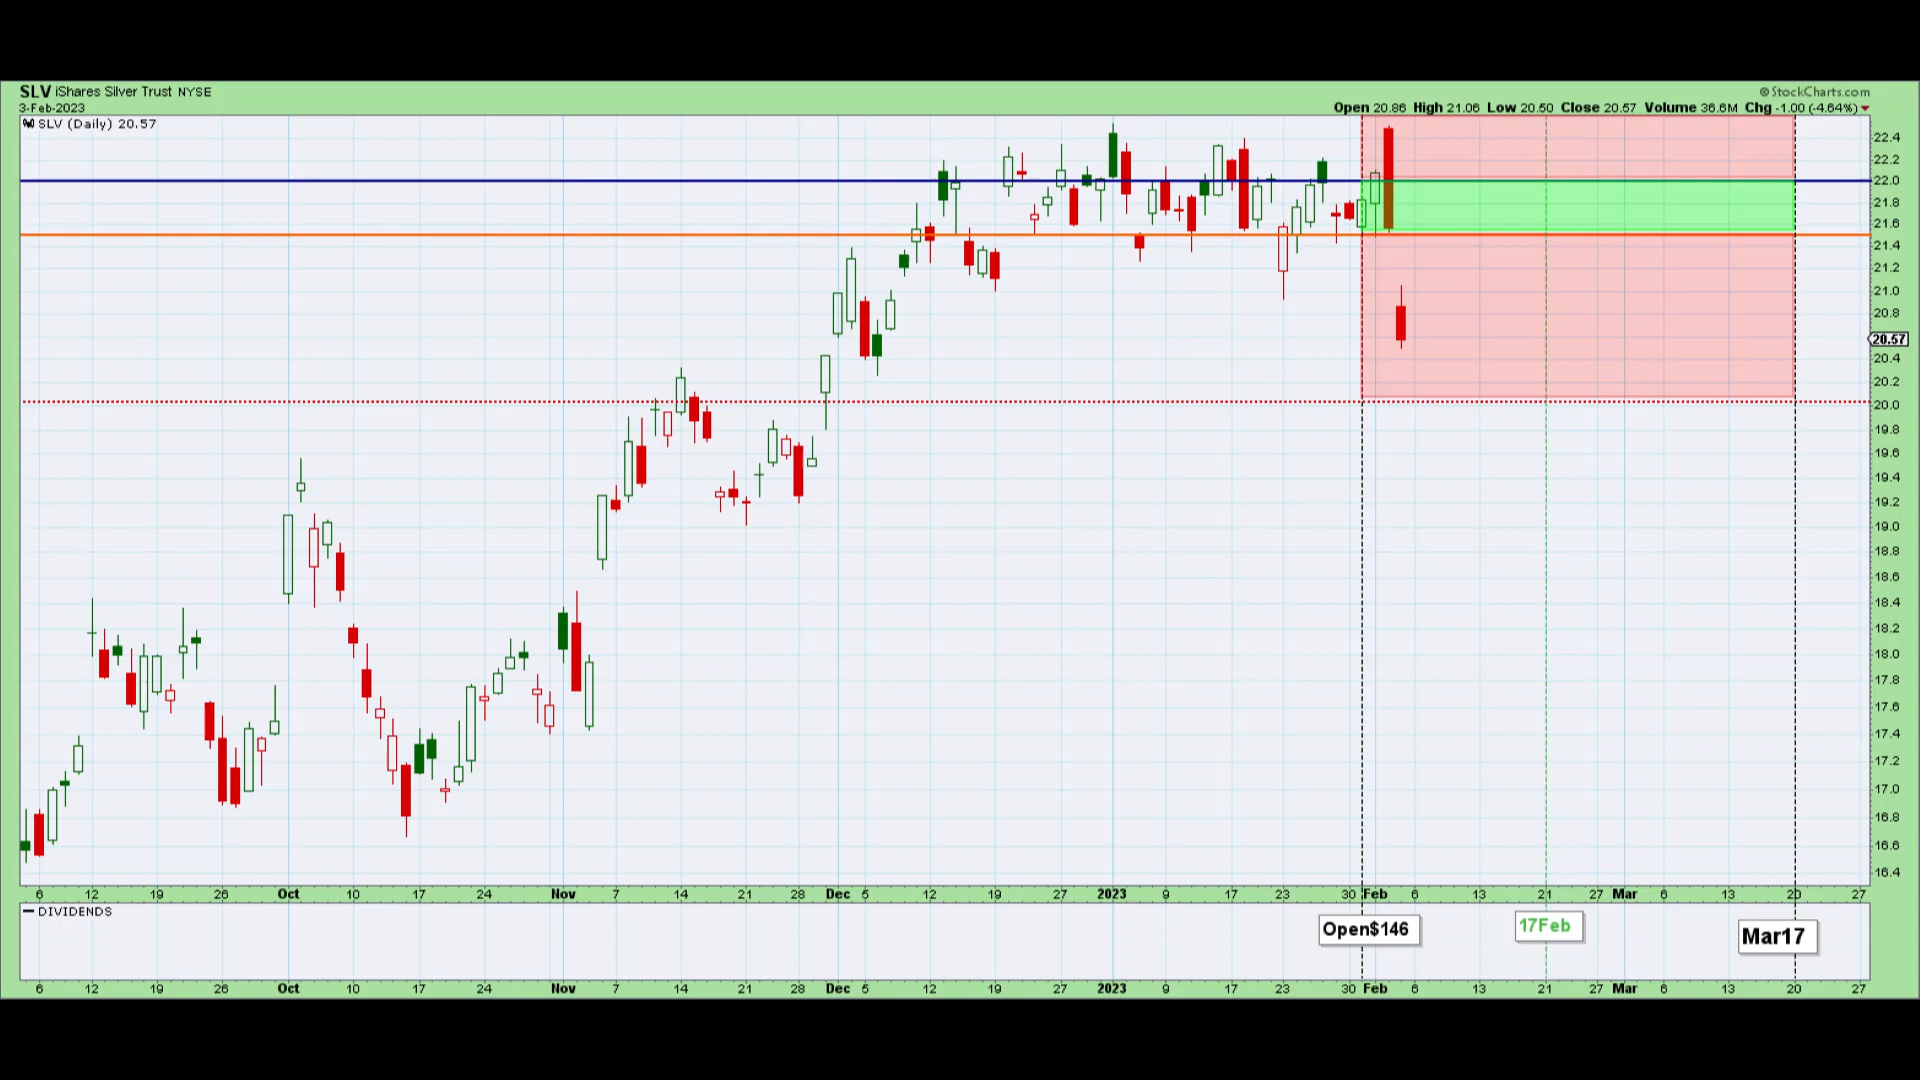 SLV iShares Silver Trust NYSE
© StockCharts.com
3-Feb-2023
Open 20.86 High 21.06 Low 20.50 Close 20.57 Volume 36.6M Chg -1.00 (-4.64%)
SLV (Daily) 20.57
22.4
22.2
22.0
21.8
21.6
21.4
21.2
21.0
20.8
20.57
20.4
20.2
20.0
19.8
19.6
19.4
19.2
19.0
18.8
18.6
18.4
18.2
18.0
17.8
17.6
17.4
17.2
17.0
16.8
16.6
16.4
6 12 19 26 Oct 10 17 24 Nov 7 14 21 28 Dec 5 12 19 27 2023 9 17 23 30 Feb 6 13 21 27 Mar 6 13 20 27
DIVIDENDS
Open$146
17Feb
Mar17
6 12 19 26 Oct 10 17 24 Nov 7 14 21 28 Dec 5 12 19 27 2023 9 17 23 30 Feb 6 13 21 27 Mar 6 13 20 27